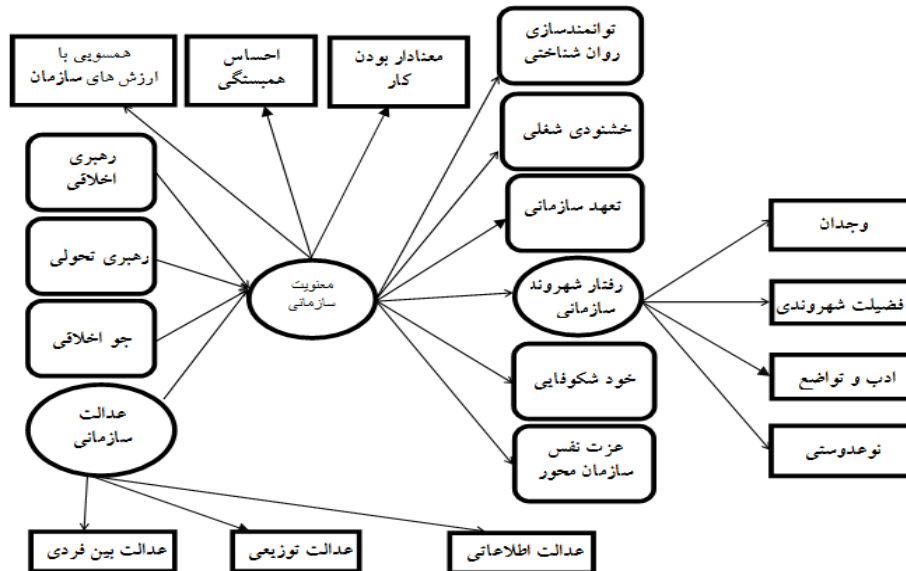 توانمندسازی
روان شناختی
معنادار بودن
کار
احساس
همبستگی
همسویی با
ارزش های سازمان
خشنودی شغلی
رهبری
اخلاقی
تعهد سازمانی
وجدان
رهبری تحولی
معنویت
سازمانی
رفتار شهروند
سازمانی
فضیلت شهروندی
جو اخلاقی
خود شکوفایی
ادب و تواضع
عدالت
سازمانی
عزت نفس
سازمان محور
نوعدوستی
عدالت اطلاعاتی
عدالت توزیعی
عدالت بین فردی